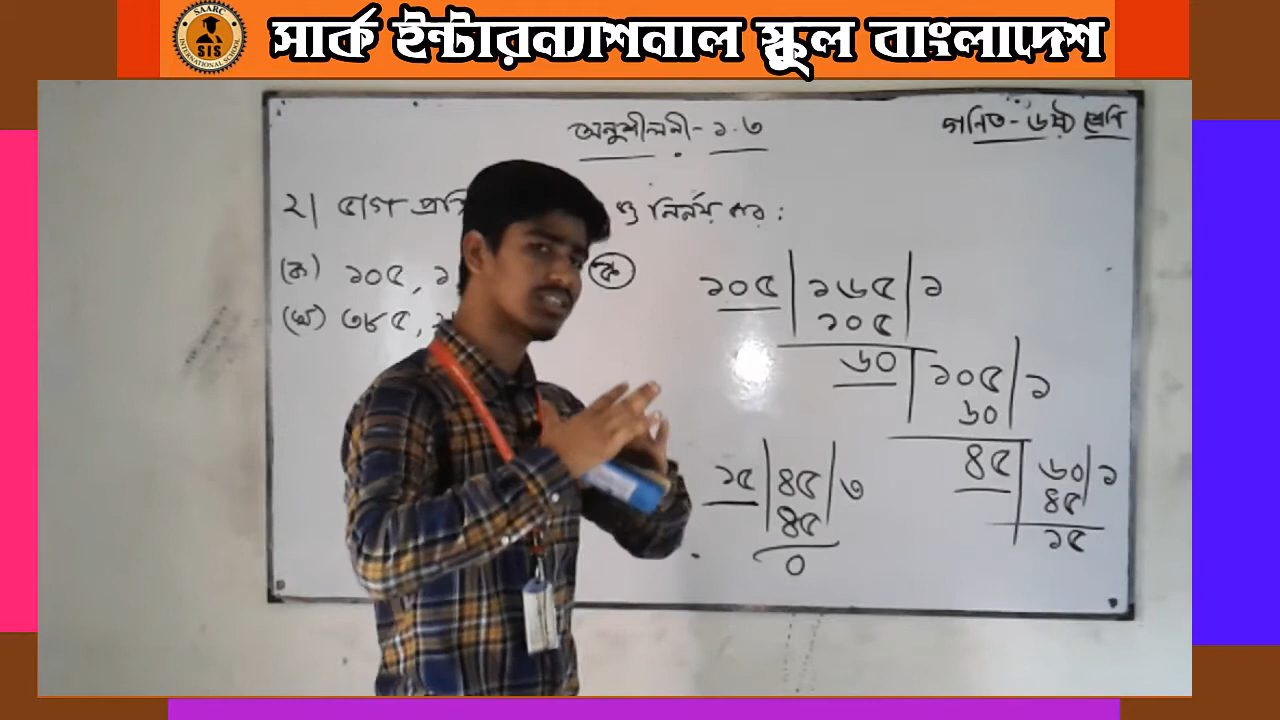 SAARC
INTERNATIONAL SCHOOL
SIS
সার্ক ইন্টারন্যাশনাল স্কুল বাংলাদেশ
অনুশীলনী - ১.৩
গণিত - ৬ষ্ঠ শ্রেণি
২| নির্ণয় কর :
(ক) ১০৫, ১
(খ) ৩৮৫, ২
ক
১০৫ | ১৬৫ | ১
১০৫
৬০ | ১০৫ | ১
৬০
৪৫ | ৬০ | ১
৪৫
১৫
১৫ | ৪৫ | ৩
৪৫
০